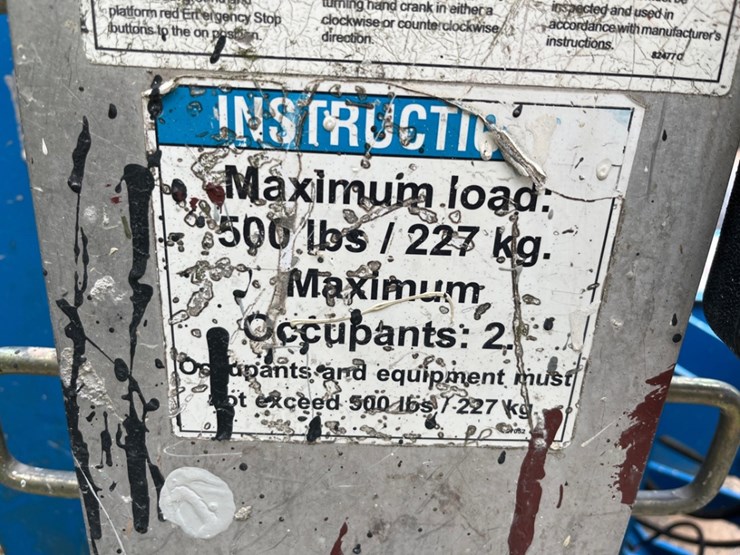 platform red Emergency Stop
buttons to the on position.
turning hand crank in either a
clockwise or counterclockwise
direction.
inspected and used in
accordance with manufacturer's
instructions.
82477C
INSTRUCTIO
Maximum load:
500 lbs / 227 kg.
Maximum
Occupants: 2.
Occupants and equipment must
not exceed 500 lbs / 227 kg